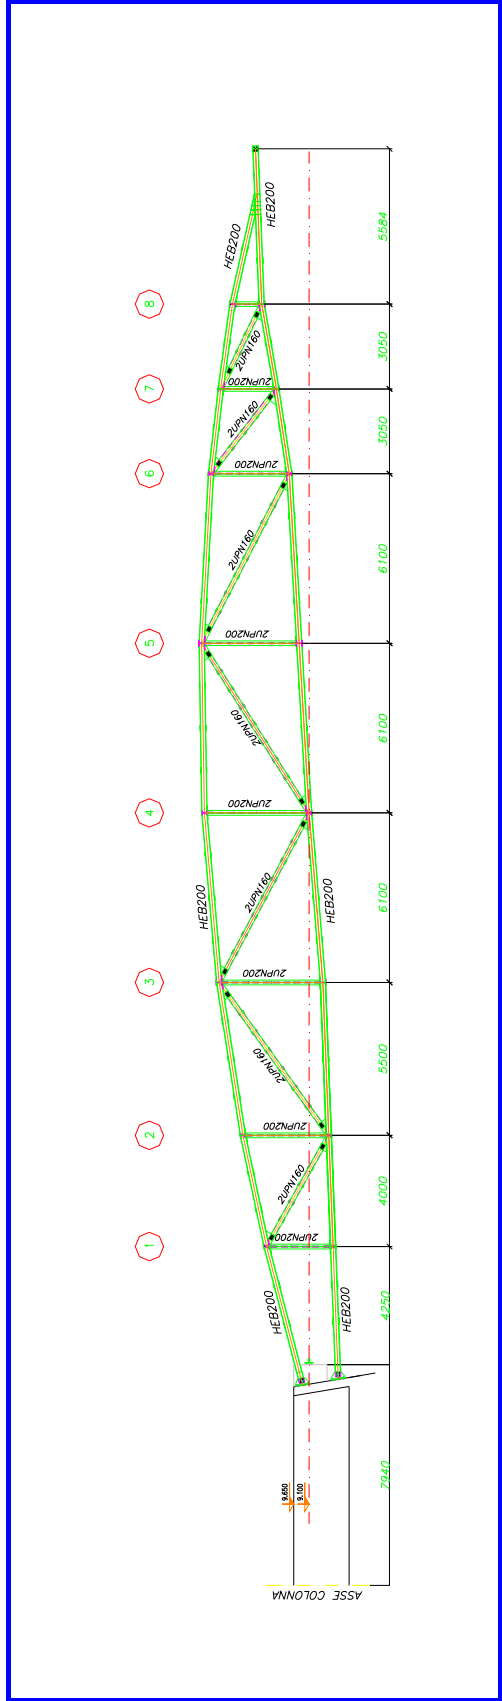 8
7
6
5
4
3
2
1
HEB200
HEB200
2UPN160
2UPN200
2UPN160
2UPN200
2UPN160
2UPN200
2UPN160
2UPN200
HEB200
2UPN160
HEB200
2UPN200
2UPN160
2UPN200
2UPN160
2UPN200
HEB200
HEB200
5584
3050
3050
6100
6100
6100
5500
4000
4250
7940
9.650
9.100
ASSE COLONNA